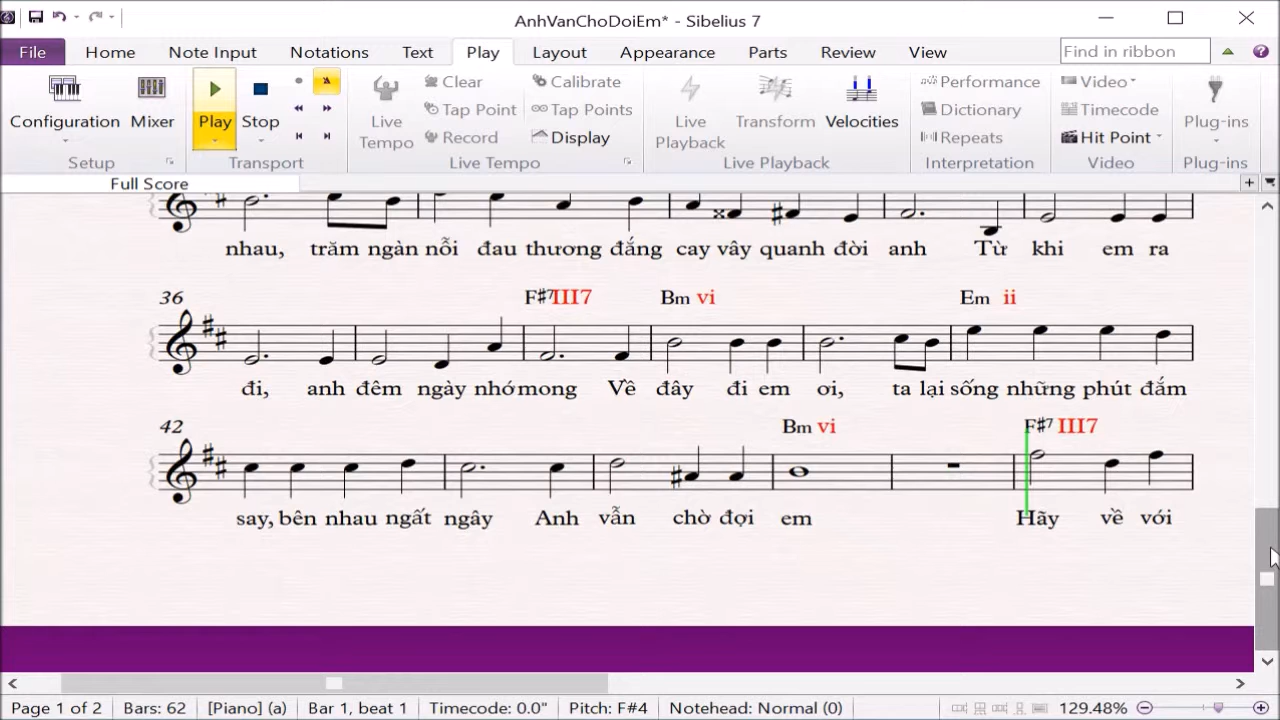 AnhVanChoDoiEm* - Sibelius 7
File Home Note Input Notations Text Play Layout Appearance Parts Review View Find in ribbon
Clear Calibrate Performance Video
Tap Point Tap Points Dictionary Timecode
Configuration Mixer Play Stop Live Tempo Record Display Live Playback Transform Velocities Repeats Hit Point Plug-ins
Setup Transport Live Tempo Live Playback Interpretation Video Plug-ins
Full Score
nhau, trăm ngàn nỗi đau thương đắng cay vây quanh đời anh Từ khi em ra
36 F♯7 III7 Bm vi Em ii
đi, anh đêm ngày nhớ mong Về đây đi em ơi, ta lại sống những phút đắm
42 Bm vi F♯7 III7
say, bên nhau ngất ngây Anh vẫn chờ đợi em Hãy về với
Page 1 of 2 Bars: 62 [Piano] (a) Bar 1, beat 1 Timecode: 0.0" Pitch: F#4 Notehead: Normal (0) 129.48%